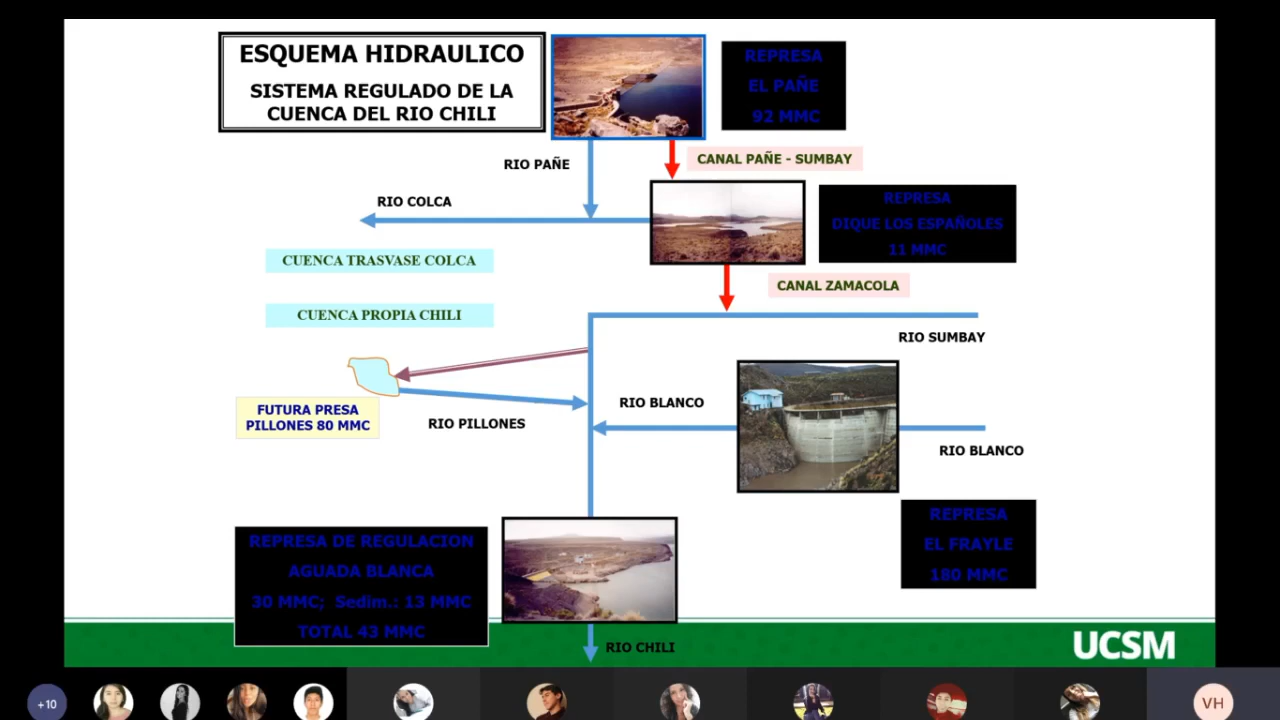 ESQUEMA HIDRAULICO
SISTEMA REGULADO DE LA
CUENCA DEL RIO CHILI
REPRESA
EL PAÑE
92 MMC
RIO PAÑE
CANAL PAÑE - SUMBAY
RIO COLCA
REPRESA
DIQUE LOS ESPAÑOLES
11 MMC
CUENCA TRASVASE COLCA
CANAL ZAMACOLA
CUENCA PROPIA CHILI
RIO SUMBAY
FUTURA PRESA
PILLONES 80 MMC
RIO PILLONES
RIO BLANCO
RIO BLANCO
REPRESA
EL FRAYLE
180 MMC
REPRESA DE REGULACION
AGUADA BLANCA
30 MMC; Sedim.: 13 MMC
TOTAL 43 MMC
RIO CHILI
UCSM
+10
VH